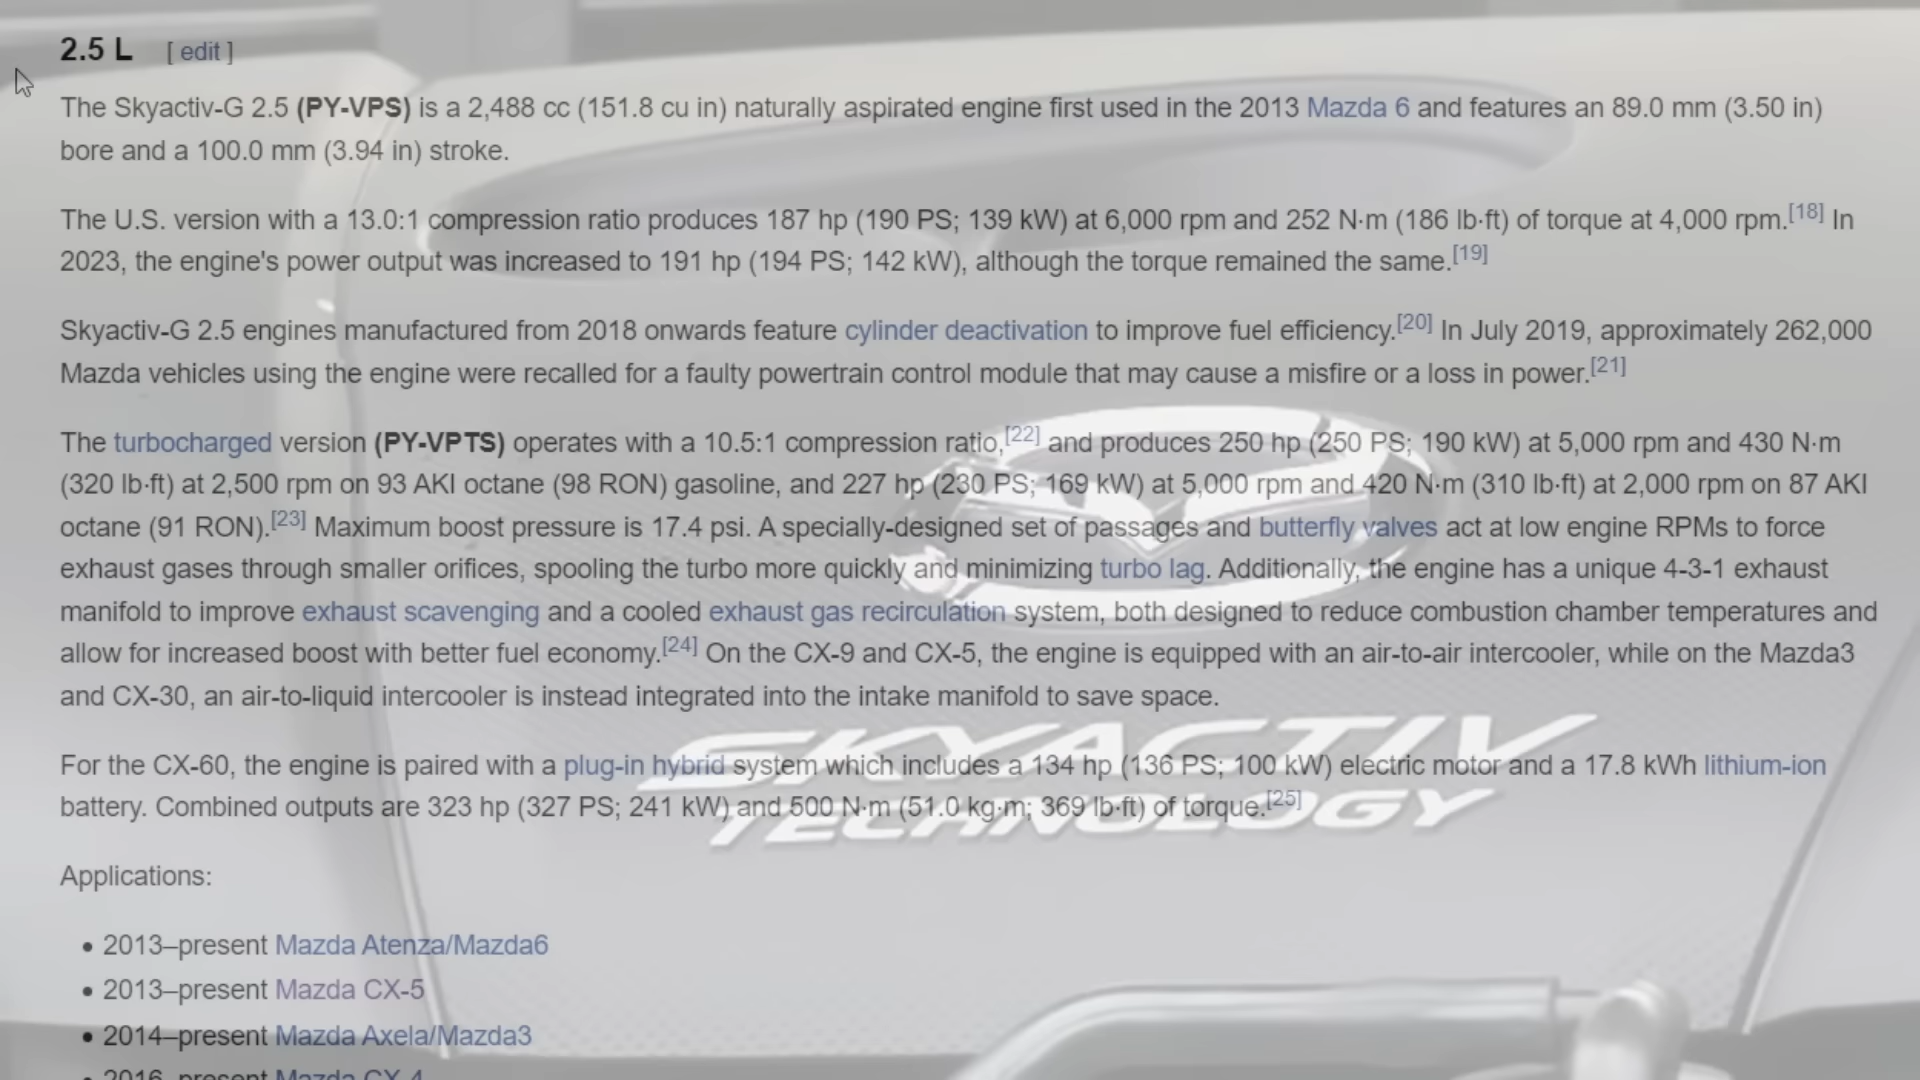 2.5 L [ edit ]
The Skyactiv-G 2.5 (PY-VPS) is a 2,488 cc (151.8 cu in) naturally aspirated engine first used in the 2013 Mazda 6 and features an 89.0 mm (3.50 in)
bore and a 100.0 mm (3.94 in) stroke.
The U.S. version with a 13.0:1 compression ratio produces 187 hp (190 PS; 139 kW) at 6,000 rpm and 252 N·m (186 lb·ft) of torque at 4,000 rpm.[18] In
2023, the engine's power output was increased to 191 hp (194 PS; 142 kW), although the torque remained the same.[19]
Skyactiv-G 2.5 engines manufactured from 2018 onwards feature cylinder deactivation to improve fuel efficiency.[20] In July 2019, approximately 262,000
Mazda vehicles using the engine were recalled for a faulty powertrain control module that may cause a misfire or a loss in power.[21]
The turbocharged version (PY-VPTS) operates with a 10.5:1 compression ratio,[22] and produces 250 hp (250 PS; 190 kW) at 5,000 rpm and 430 N·m
(320 lb·ft) at 2,500 rpm on 93 AKI octane (98 RON) gasoline, and 227 hp (230 PS; 169 kW) at 5,000 rpm and 420 N·m (310 lb·ft) at 2,000 rpm on 87 AKI
octane (91 RON).[23] Maximum boost pressure is 17.4 psi. A specially-designed set of passages and butterfly valves act at low engine RPMs to force
exhaust gases through smaller orifices, spooling the turbo more quickly and minimizing turbo lag. Additionally, the engine has a unique 4-3-1 exhaust
manifold to improve exhaust scavenging and a cooled exhaust gas recirculation system, both designed to reduce combustion chamber temperatures and
allow for increased boost with better fuel economy.[24] On the CX-9 and CX-5, the engine is equipped with an air-to-air intercooler, while on the Mazda3
and CX-30, an air-to-liquid intercooler is instead integrated into the intake manifold to save space.
SKYACTIV
For the CX-60, the engine is paired with a plug-in hybrid system which includes a 134 hp (136 PS; 100 kW) electric motor and a 17.8 kWh lithium-ion
battery. Combined outputs are 323 hp (327 PS; 241 kW) and 500 N·m (51.0 kg·m; 369 lb·ft) of torque.[25]
TECHNOLOGY
Applications:
• 2013–present Mazda Atenza/Mazda6
• 2013–present Mazda CX-5
• 2014–present Mazda Axela/Mazda3
• 2016–present Mazda CX-4